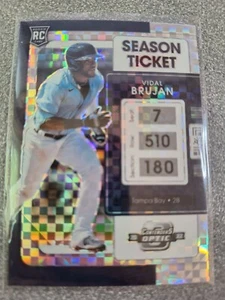 RC
SEASON
TICKET
VIDAL
BRUJAN
7
510
180
Tampa Bay • 2B
OPTIC